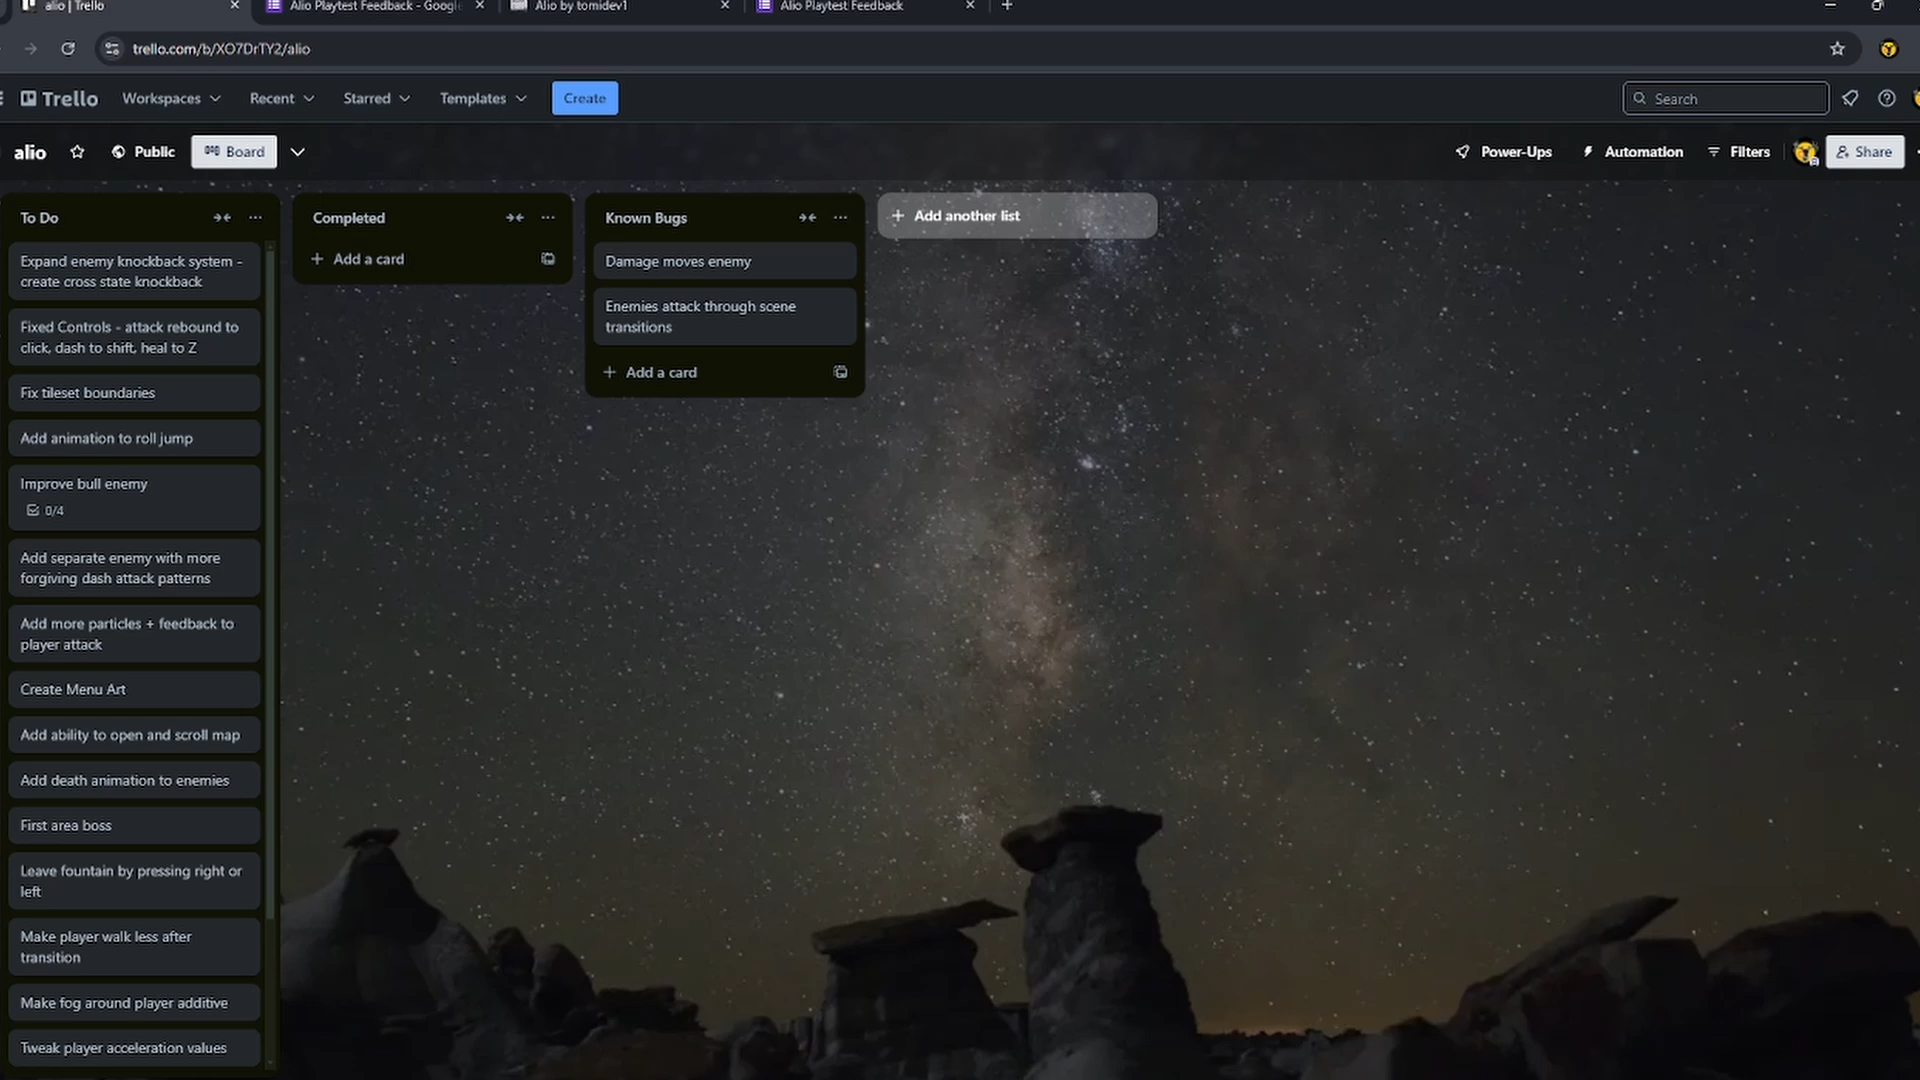 alio | Trello
Alio Playtest Feedback - Googl
Alio by tomidev1
Alio Playtest Feedback
trello.com/b/XO7DrTY2/alio
Trello
Workspaces
Recent
Starred
Templates
Create
Search
alio
Public
Board
Power-Ups
Automation
Filters
Share
To Do
Expand enemy knockback system -
create cross state knockback
Fixed Controls - attack rebound to
click, dash to shift, heal to Z
Fix tileset boundaries
Add animation to roll jump
Improve bull enemy
0/4
Add separate enemy with more
forgiving dash attack patterns
Add more particles + feedback to
player attack
Create Menu Art
Add ability to open and scroll map
Add death animation to enemies
First area boss
Leave fountain by pressing right or
left
Make player walk less after
transition
Make fog around player additive
Tweak player acceleration values
Completed
+ Add a card
Known Bugs
Damage moves enemy
Enemies attack through scene
transitions
+ Add a card
+ Add another list